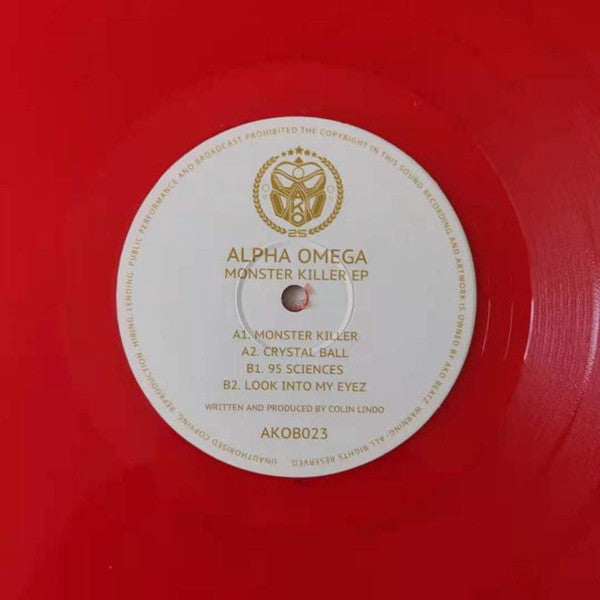 AKO
25
ALPHA OMEGA
MONSTER KILLER EP
A1. MONSTER KILLER
A2. CRYSTAL BALL
B1. 95 SCIENCES
B2. LOOK INTO MY EYEZ
WRITTEN AND PRODUCED BY COLIN LINDO
AKOB023
UNAUTHORISED COPYING, REPRODUCTION, HIRING, LENDING, PUBLIC PERFORMANCE AND BROADCAST PROHIBITED THE COPYRIGHT IN THIS SOUND RECORDING AND ARTWORK IS OWNED BY AKO BEATZ. WARNING: ALL RIGHTS RESERVED.